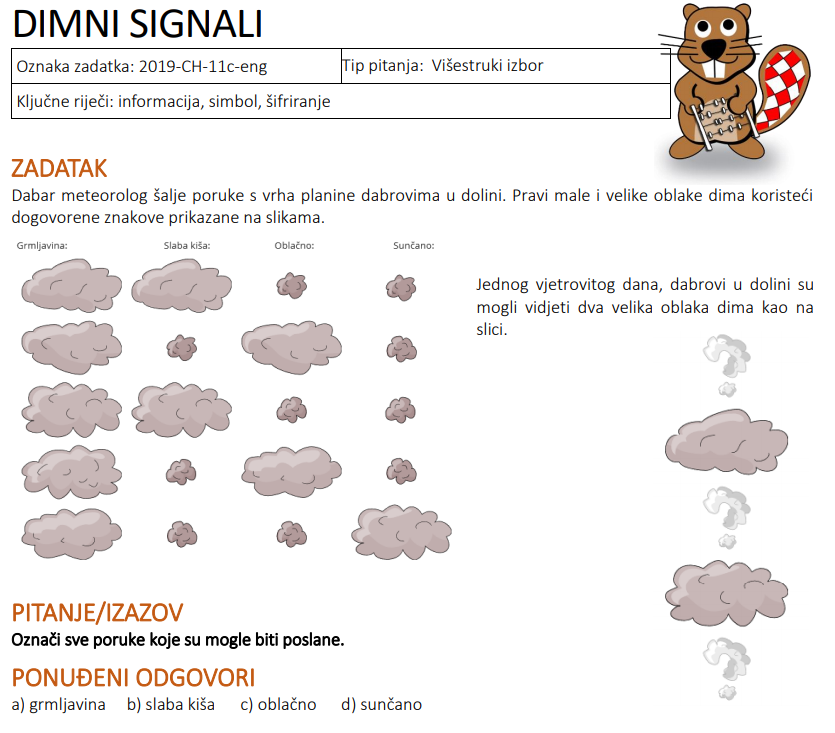 DIMNI SIGNALI
Oznaka zadatka: 2019-CH-11c-eng
Tip pitanja: Višestruki izbor
Ključne riječi: informacija, simbol, šifriranje
ZADATAK
Dabar meteorolog šalje poruke s vrha planine dabrovima u dolini. Pravi male i velike oblake dima koristeći
dogovorene znakove prikazane na slikama.
Grmljavina:
Slaba kiša:
Oblačno:
Sunčano:
Jednog vjetrovitog dana, dabrovi u dolini su
mogli vidjeti dva velika oblaka dima kao na
slici.
?
?
?
PITANJE/IZAZOV
Označi sve poruke koje su mogle biti poslane.
PONUĐENI ODGOVORI
a) grmljavina b) slaba kiša c) oblačno d) sunčano